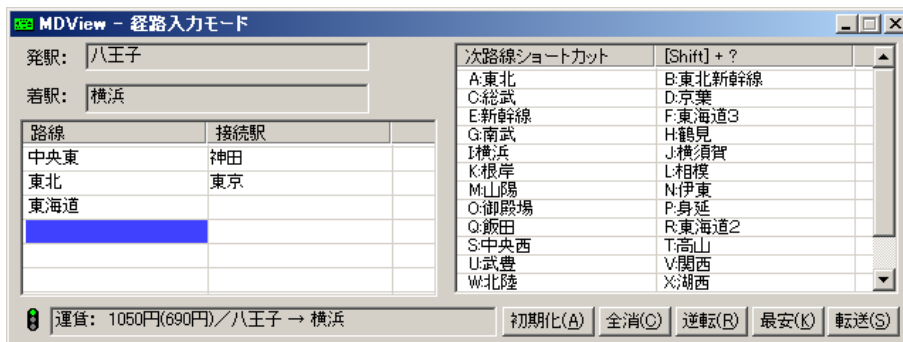 MDView - 経路入力モード
発駅: 八王子
着駅: 横浜
路線 接続駅
中央東 神田
東北 東京
東海道
次路線ショートカット [Shift] + ?
A:東北 B:東北新幹線
C:総武 D:京葉
E:新幹線 F:東海道3
G:南武 H:鶴見
I:横浜 J:横須賀
K:根岸 L:相模
M:山陽 N:伊東
O:御殿場 P:身延
Q:飯田 R:東海道2
S:中央西 T:高山
U:武豊 V:関西
W:北陸 X:湖西
運賃: 1050円(690円)／八王子 → 横浜
初期化(A) 全消(C) 逆転(R) 最安(K) 転送(S)